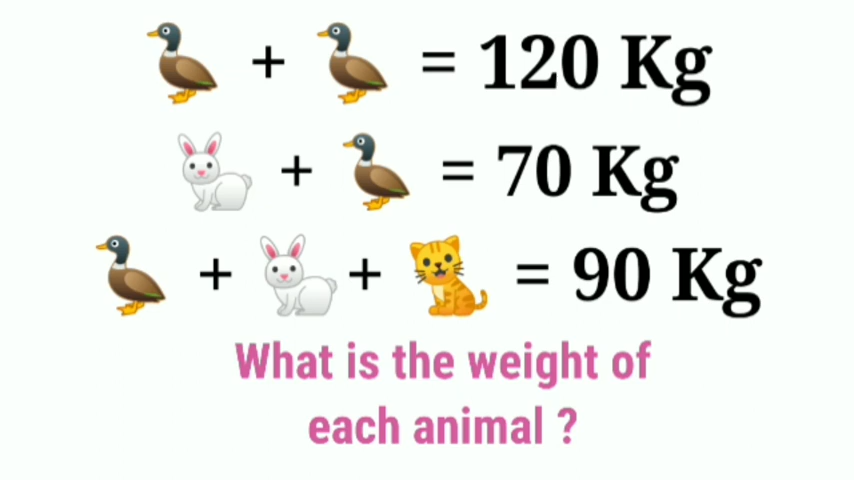 + = 120 Kg
+ = 70 Kg
+ + = 90 Kg
What is the weight of
each animal ?